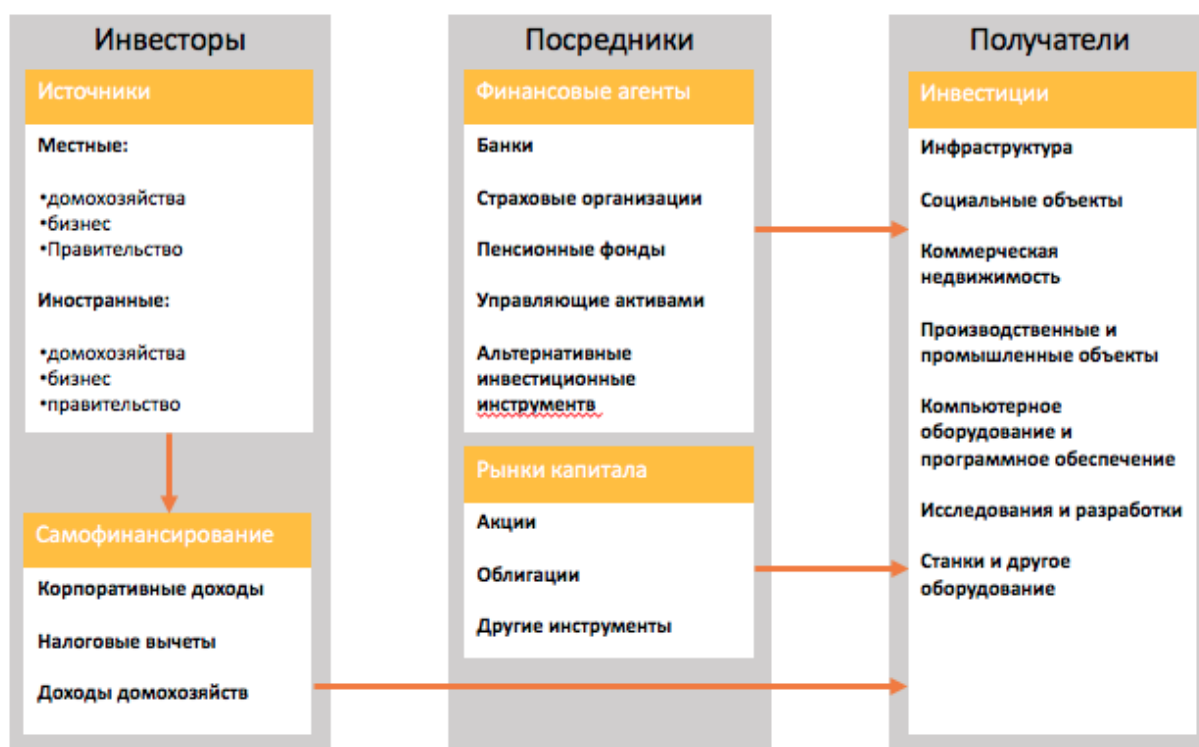 Инвесторы
Источники
Местные:
•домохозяйства
•бизнес
•Правительство
Иностранные:
•домохозяйства
•бизнес
•правительство
Самофинансирование
Корпоративные доходы
Налоговые вычеты
Доходы домохозяйств
Посредники
Финансовые агенты
Банки
Страховые организации
Пенсионные фонды
Управляющие активами
Альтернативные
инвестиционные
инструментв
Рынки капитала
Акции
Облигации
Другие инструменты
Получатели
Инвестиции
Инфраструктура
Социальные объекты
Коммерческая
недвижимость
Производственные и
промышленные объекты
Компьютерное
оборудование и
программное обеспечение
Исследования и разработки
Станки и другое
оборудование